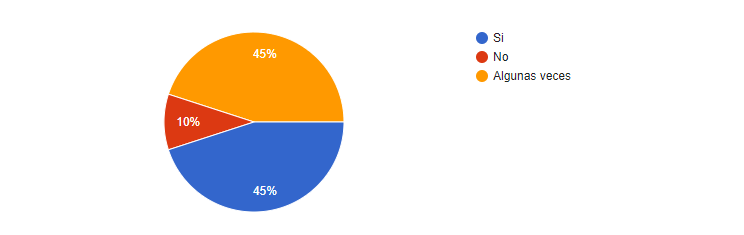 45%
10%
45%
Si
No
Algunas veces